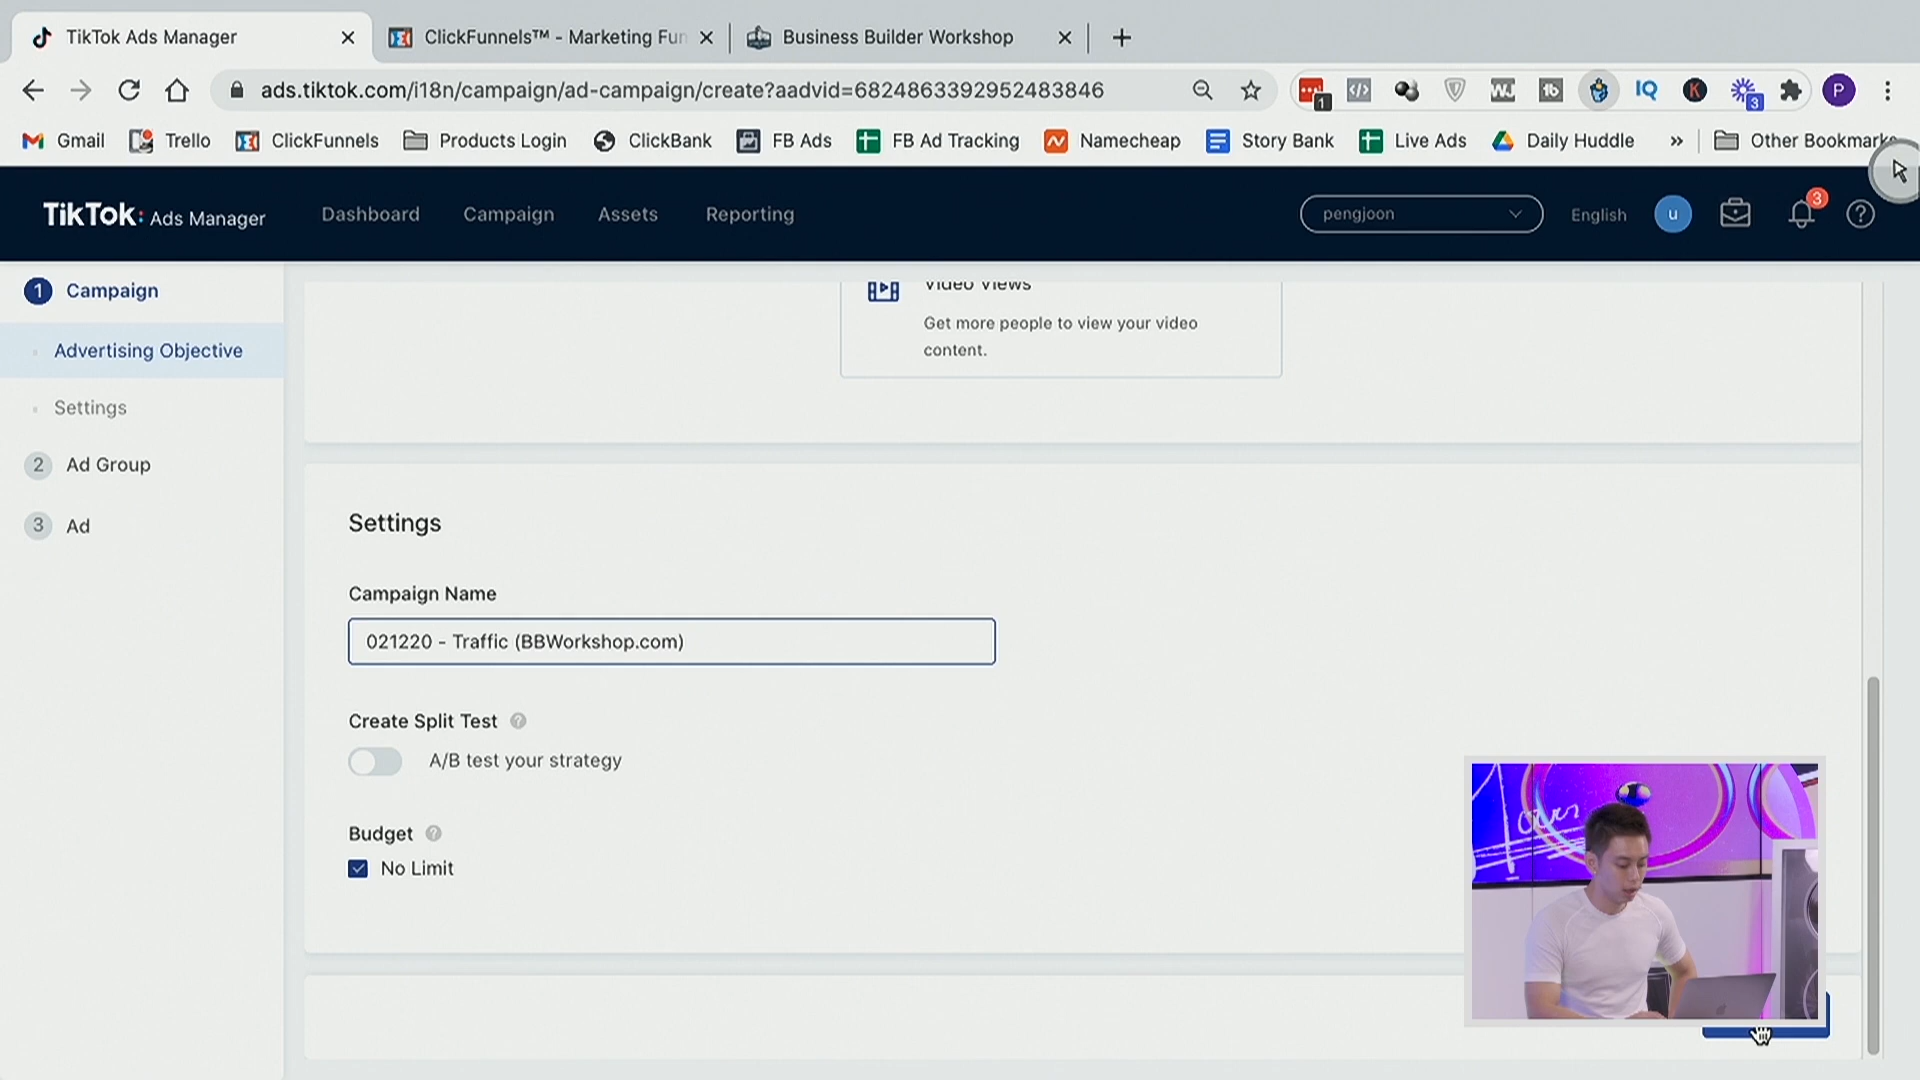 TikTok Ads Manager
ClickFunnels™ - Marketing Fun
Business Builder Workshop
ads.tiktok.com/i18n/campaign/ad-campaign/create?aadvid=6824863392952483846
1
IQ
K
3
P
Gmail
Trello
ClickFunnels
Products Login
ClickBank
FB Ads
FB Ad Tracking
Namecheap
Story Bank
Live Ads
Daily Huddle
»
Other Bookmarks
TikTok: Ads Manager
Dashboard
Campaign
Assets
Reporting
pengjoon
English
u
3
1 Campaign
Advertising Objective
Settings
2 Ad Group
3 Ad
Video Views
Get more people to view your video
content.
Settings
Campaign Name
021220 - Traffic (BBWorkshop.com)
Create Split Test
A/B test your strategy
Budget
No Limit